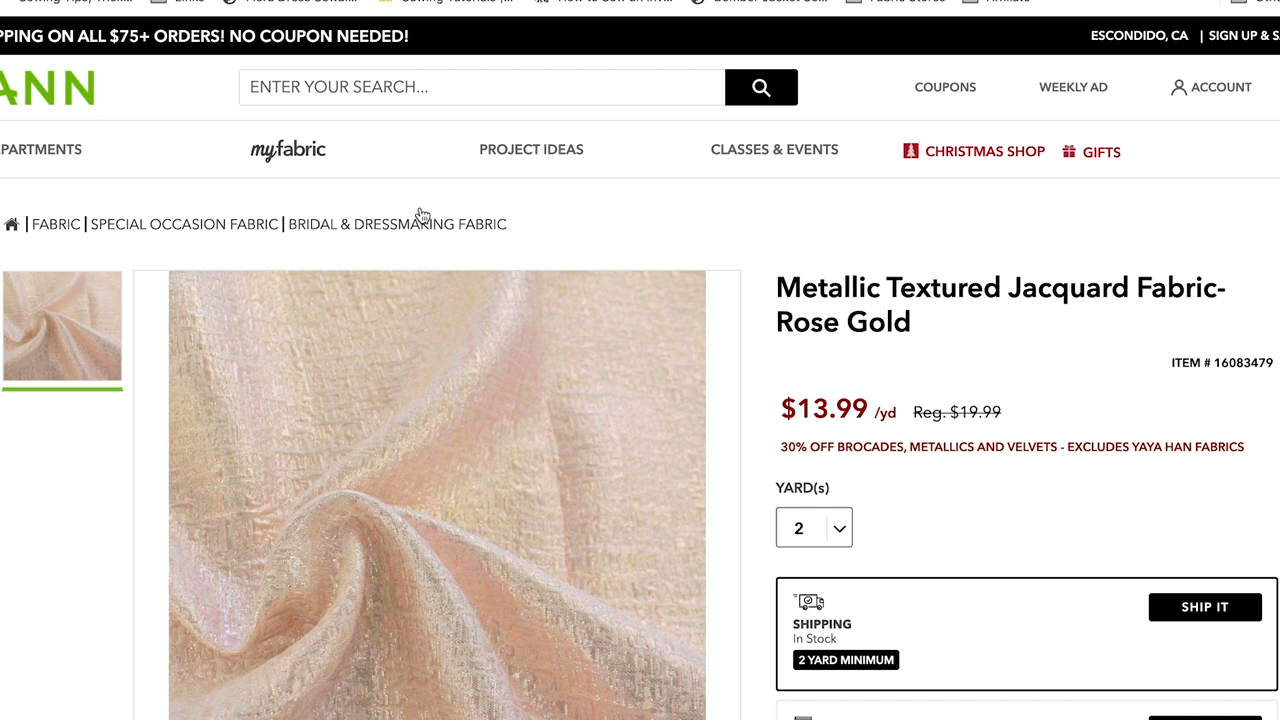 PPING ON ALL $75+ ORDERS! NO COUPON NEEDED!
ESCONDIDO, CA | SIGN UP & S
ANN
ENTER YOUR SEARCH...
COUPONS
WEEKLY AD
ACCOUNT
PARTMENTS
myfabric
PROJECT IDEAS
CLASSES & EVENTS
CHRISTMAS SHOP
GIFTS
| FABRIC | SPECIAL OCCASION FABRIC | BRIDAL & DRESSMAKING FABRIC
Metallic Textured Jacquard Fabric-
Rose Gold
ITEM # 16083479
$13.99 /yd Reg. $19.99
30% OFF BROCADES, METALLICS AND VELVETS - EXCLUDES YAYA HAN FABRICS
YARD(s)
2
SHIP IT
SHIPPING
In Stock
2 YARD MINIMUM